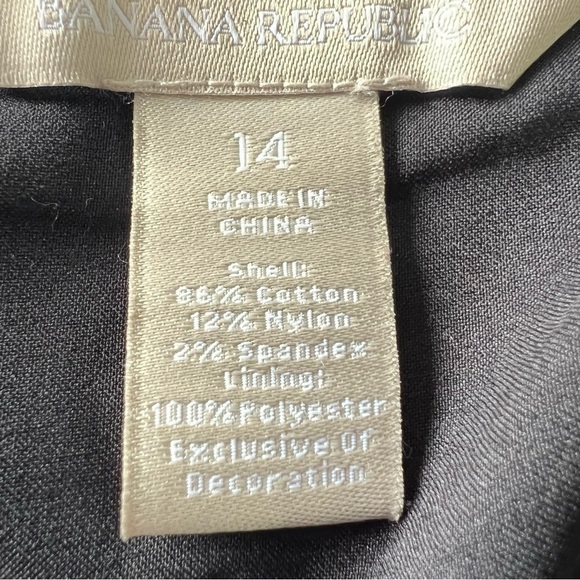 BANANA REPUBLIC
14
MADE IN
CHINA
Shell:
86% Cotton
12% Nylon
2% Spandex
Lining:
100% Polyester
Exclusive Of
Decoration